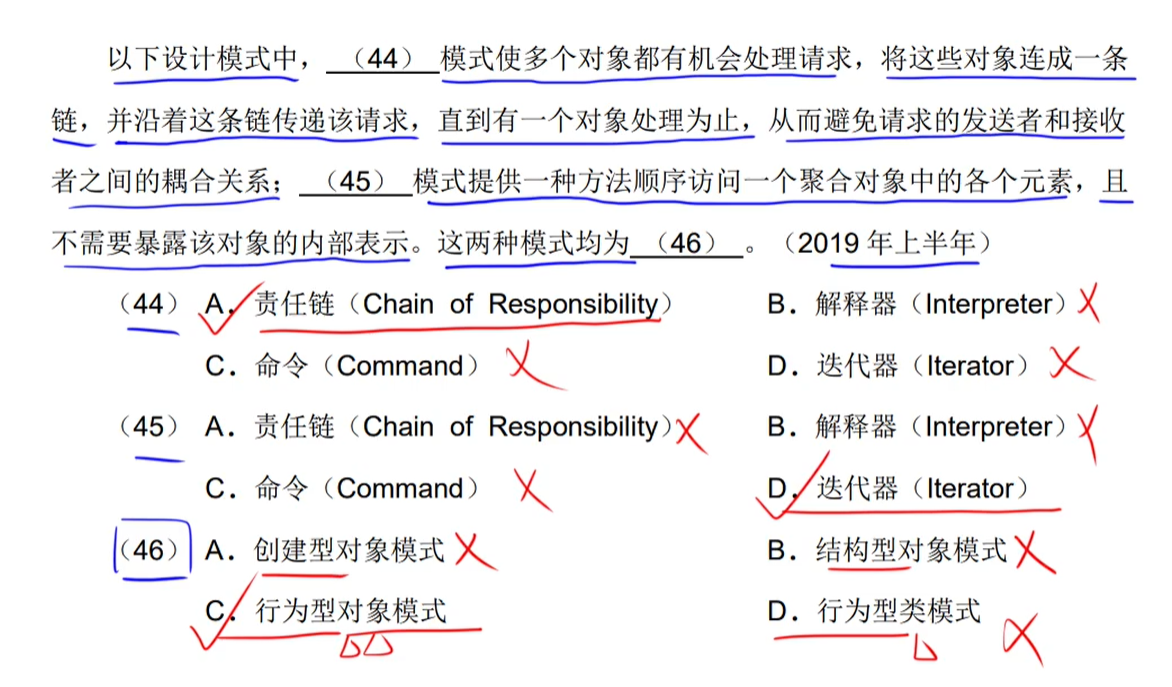 以下设计模式中，（44）模式使多个对象都有机会处理请求，将这些对象连成一条
链，并沿着这条链传递该请求，直到有一个对象处理为止，从而避免请求的发送者和接收
者之间的耦合关系；（45）模式提供一种方法顺序访问一个聚合对象中的各个元素，且
不需要暴露该对象的内部表示。这两种模式均为（46）。（2019 年上半年）
（44） A．责任链（Chain of Responsibility） B．解释器（Interpreter）
C．命令（Command） D．迭代器（Iterator）
（45） A．责任链（Chain of Responsibility） B．解释器（Interpreter）
C．命令（Command） D．迭代器（Iterator）
（46） A．创建型对象模式 B．结构型对象模式
C．行为型对象模式 D．行为型类模式